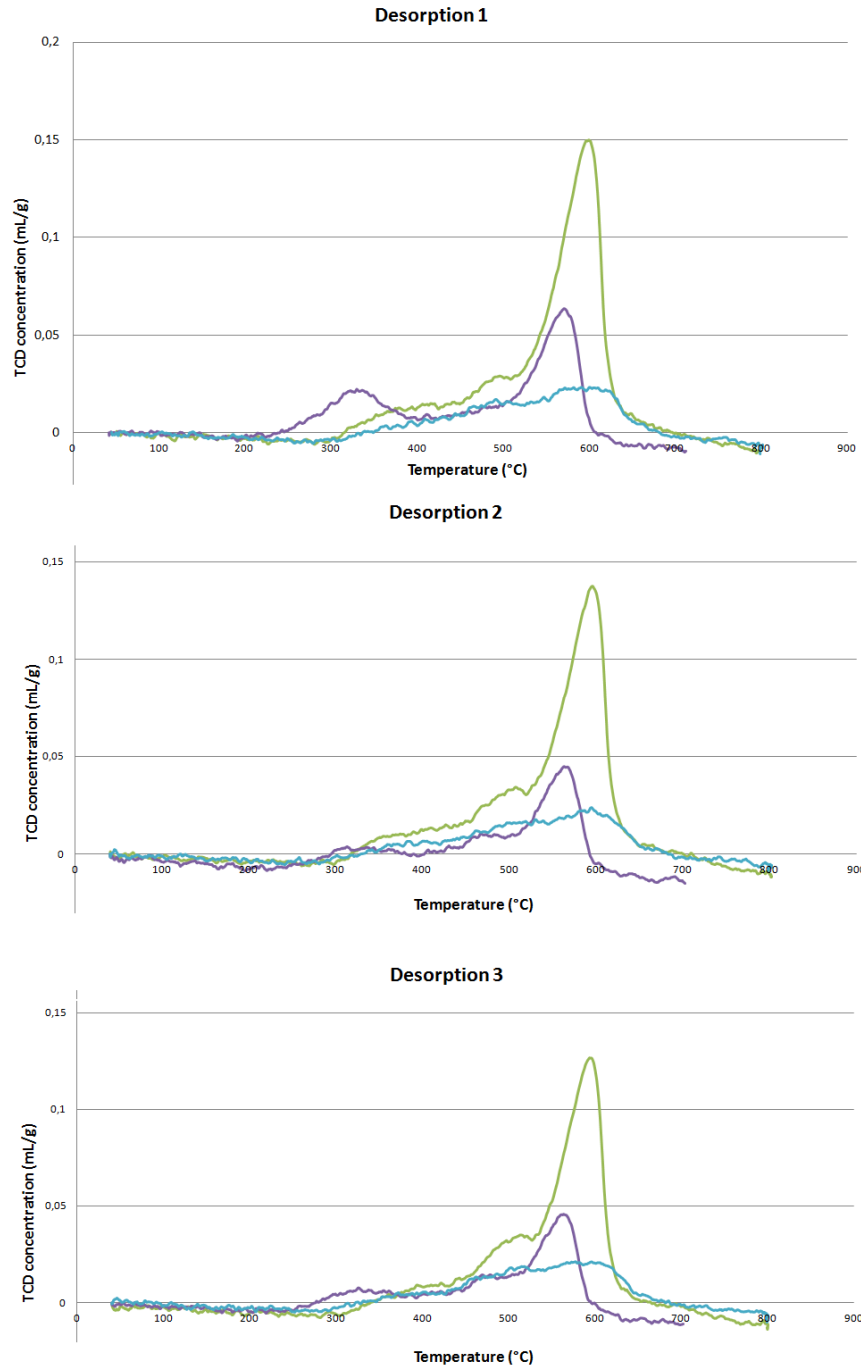 Desorption 1
0,2
0,15
0,1
0,05
0
TCD concentration (mL/g)
0 100 200 300 400 500 600 700 800 900
Temperature (°C)
Desorption 2
0,15
0,1
0,05
0
TCD concentration (mL/g)
0 100 200 300 400 500 600 700 800 900
Temperature (°C)
Desorption 3
0,15
0,1
0,05
0
TCD concentration (mL/g)
0 100 200 300 400 500 600 700 800 900
Temperature (°C)